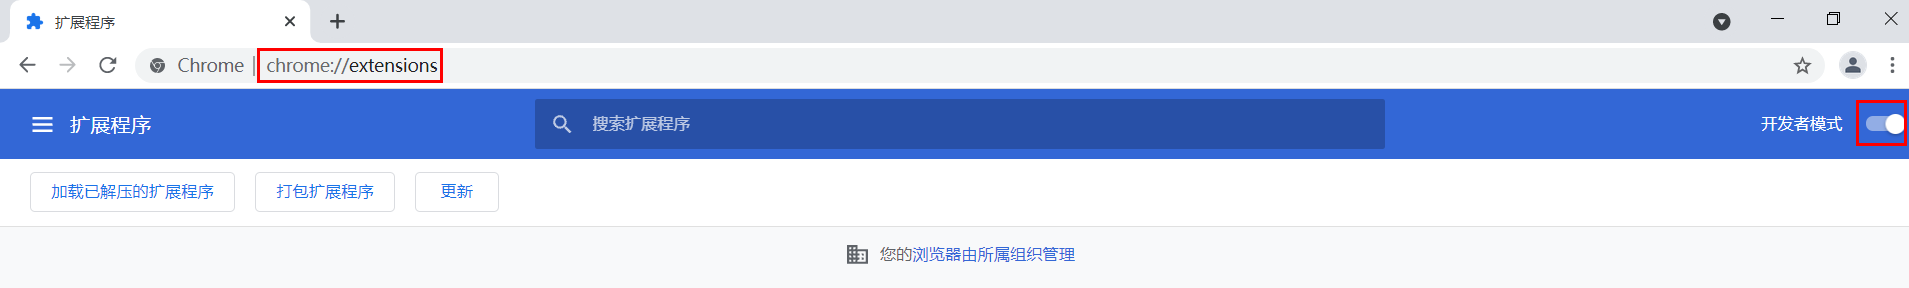 扩展程序
Chrome | chrome://extensions
扩展程序
搜索扩展程序
开发者模式
加载已解压的扩展程序
打包扩展程序
更新
您的浏览器由所属组织管理